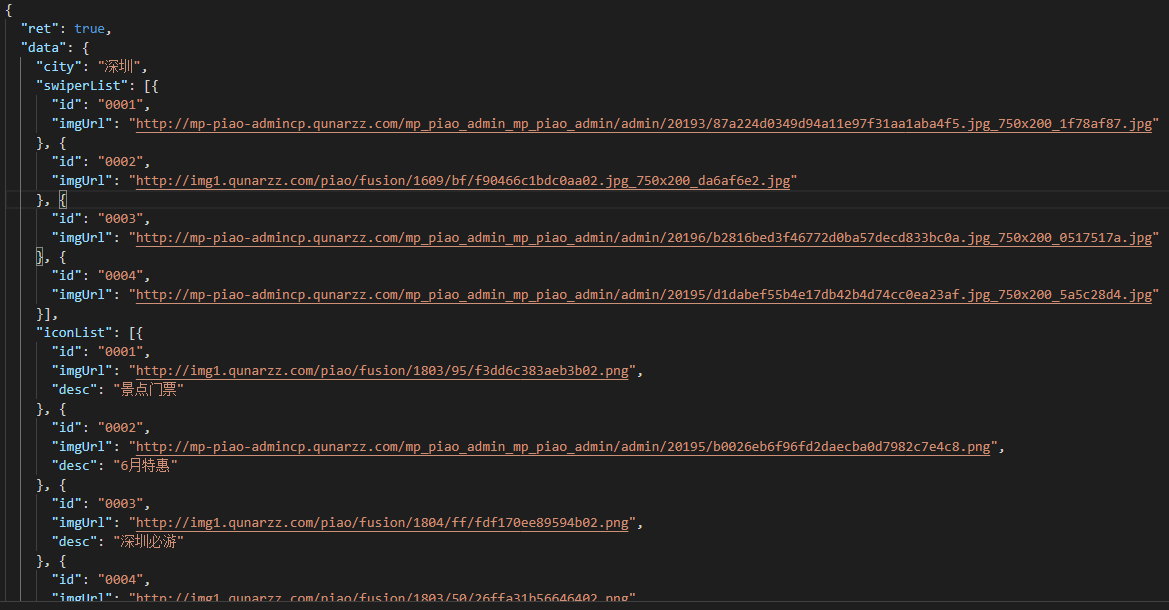 {
"ret": true,
"data": {
"city": "深圳",
"swiperList": [{
"id": "0001",
"imgUrl": "http://mp-piao-admincp.qunarzz.com/mp_piao_admin_mp_piao_admin/admin/20193/87a224d0349d94a11e97f31aa1aba4f5.jpg_750x200_1f78af87.jpg"
}, {
"id": "0002",
"imgUrl": "http://img1.qunarzz.com/piao/fusion/1609/bf/f90466c1bdc0aa02.jpg_750x200_da6af6e2.jpg"
}, {
"id": "0003",
"imgUrl": "http://mp-piao-admincp.qunarzz.com/mp_piao_admin_mp_piao_admin/admin/20196/b2816bed3f46772d0ba57decd833bc0a.jpg_750x200_0517517a.jpg"
}, {
"id": "0004",
"imgUrl": "http://mp-piao-admincp.qunarzz.com/mp_piao_admin_mp_piao_admin/admin/20195/d1dabef55b4e17db42b4d74cc0ea23af.jpg_750x200_5a5c28d4.jpg"
}],
"iconList": [{
"id": "0001",
"imgUrl": "http://img1.qunarzz.com/piao/fusion/1803/95/f3dd6c383aeb3b02.png",
"desc": "景点门票"
}, {
"id": "0002",
"imgUrl": "http://mp-piao-admincp.qunarzz.com/mp_piao_admin_mp_piao_admin/admin/20195/b0026eb6f96fd2daecba0d7982c7e4c8.png",
"desc": "6月特惠"
}, {
"id": "0003",
"imgUrl": "http://img1.qunarzz.com/piao/fusion/1804/ff/fdf170ee89594b02.png",
"desc": "深圳必游"
}, {
"id": "0004",
"imgUrl": "http://img1.qunarzz.com/piao/fusion/1803/50/26ffa31b56646402.png"